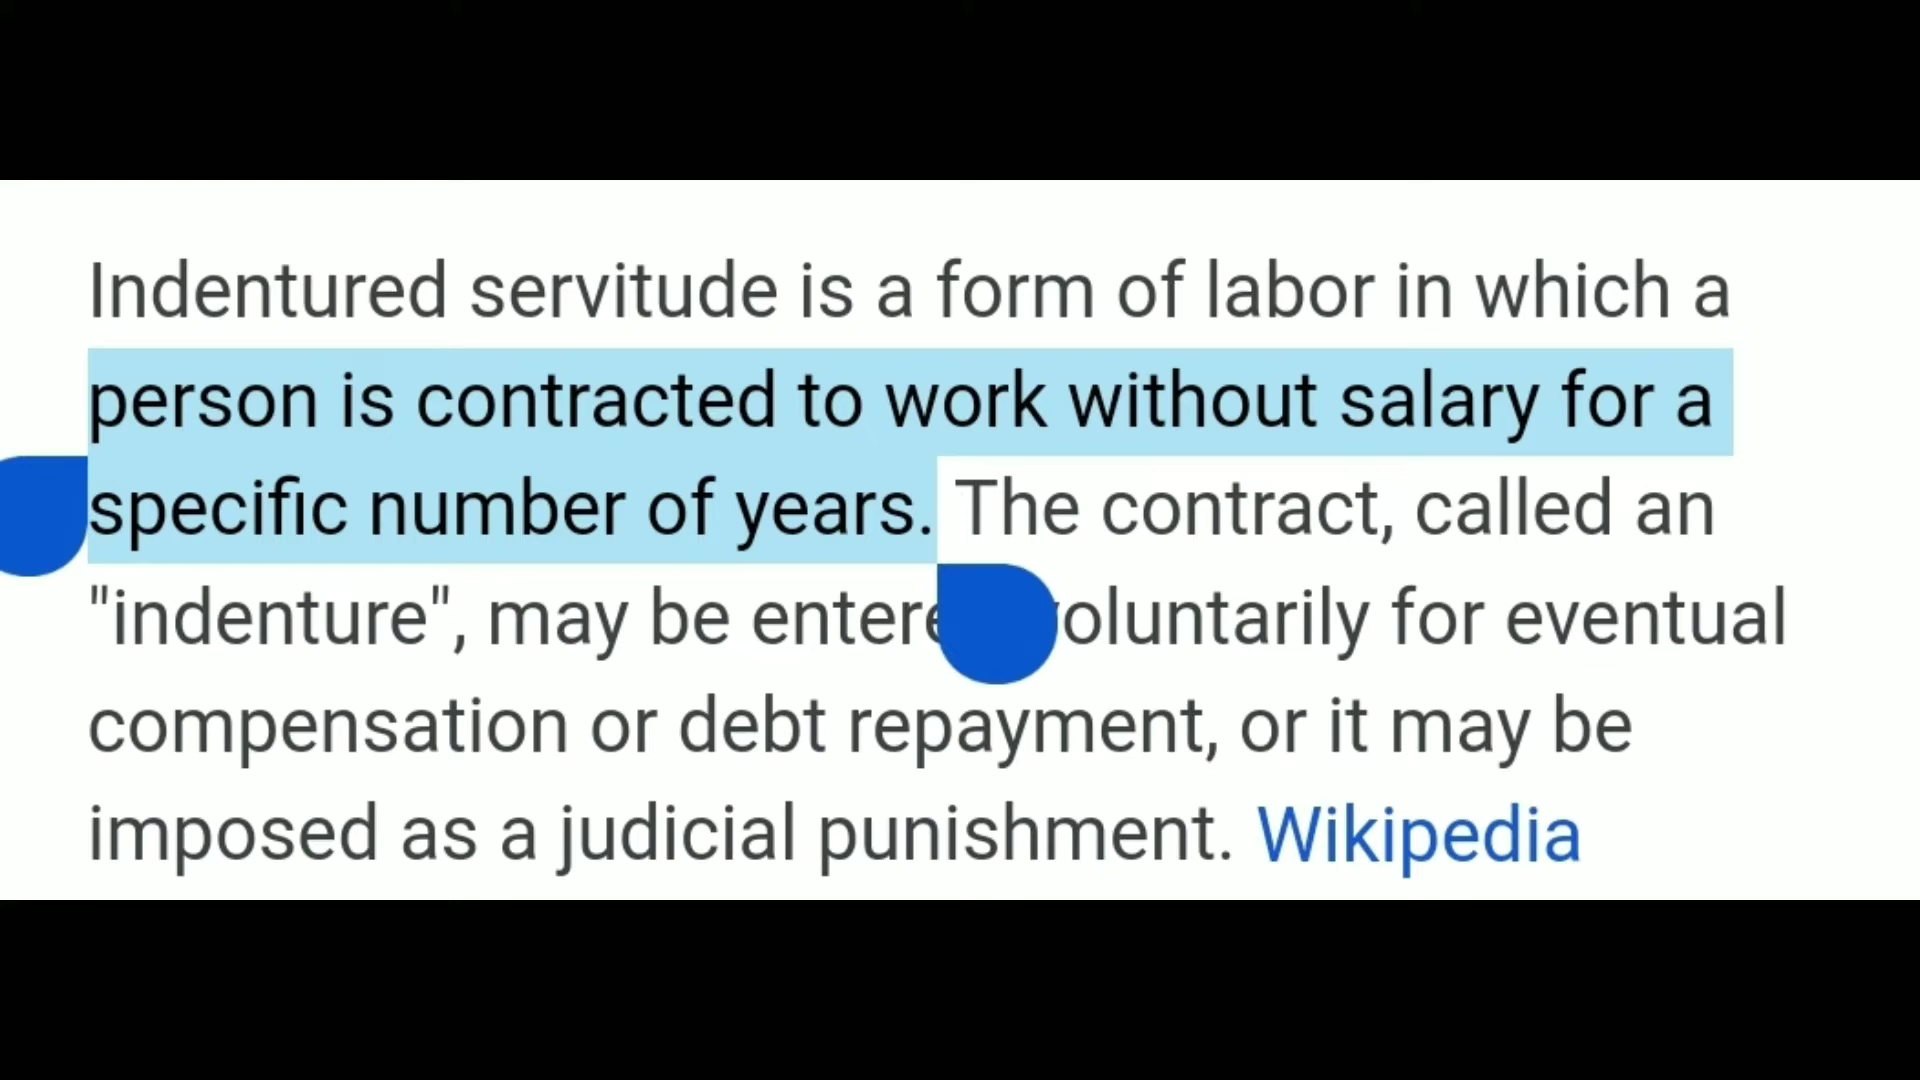 Indentured servitude is a form of labor in which a
person is contracted to work without salary for a
specific number of years. The contract, called an
"indenture", may be entered voluntarily for eventual
compensation or debt repayment, or it may be
imposed as a judicial punishment. Wikipedia